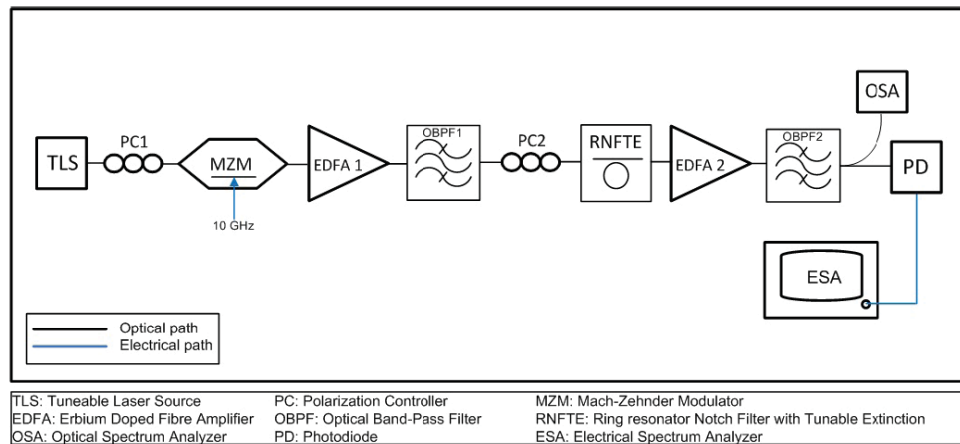 TLS
PC1
MZM
10 GHz
EDFA 1
OBPF1
PC2
RNFTE
EDFA 2
OBPF2
OSA
PD
ESA
Optical path
Electrical path
TLS: Tuneable Laser Source PC: Polarization Controller MZM: Mach-Zehnder Modulator
EDFA: Erbium Doped Fibre Amplifier OBPF: Optical Band-Pass Filter RNFTE: Ring resonator Notch Filter with Tunable Extinction
OSA: Optical Spectrum Analyzer PD: Photodiode ESA: Electrical Spectrum Analyzer